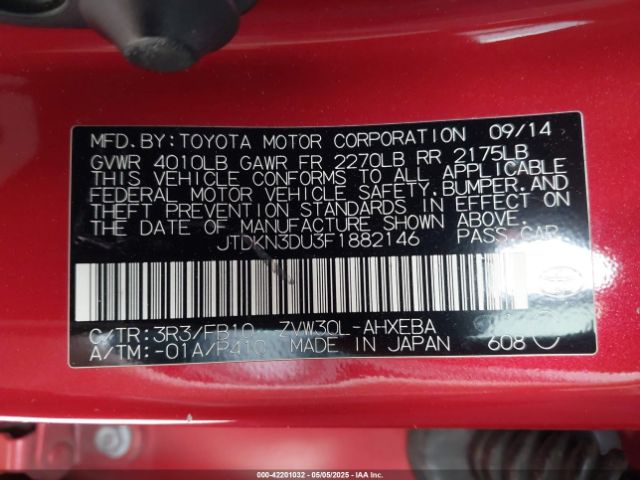 MFD.BY:TOYOTA MOTOR CORPORATION 09/14
GVWR 4010LB GAWR FR 2270LB RR 2175LB
THIS VEHICLE CONFORMS TO ALL APPLICABLE
FEDERAL MOTOR VEHICLE SAFETY.BUMPER.AND
THEFT PREVENTION STANDARDS IN EFFECT ON
THE DATE OF MANUFACTURE SHOWN ABOVE.
JTDKN3DU3F1882146 PASS.CAR
C/TR:3R3/FB10 ZVW30L-AHXEBA
A/TM:-01A/P410 MADE IN JAPAN 608
000-42201032 - 05/05/2025 - IAAI.CA